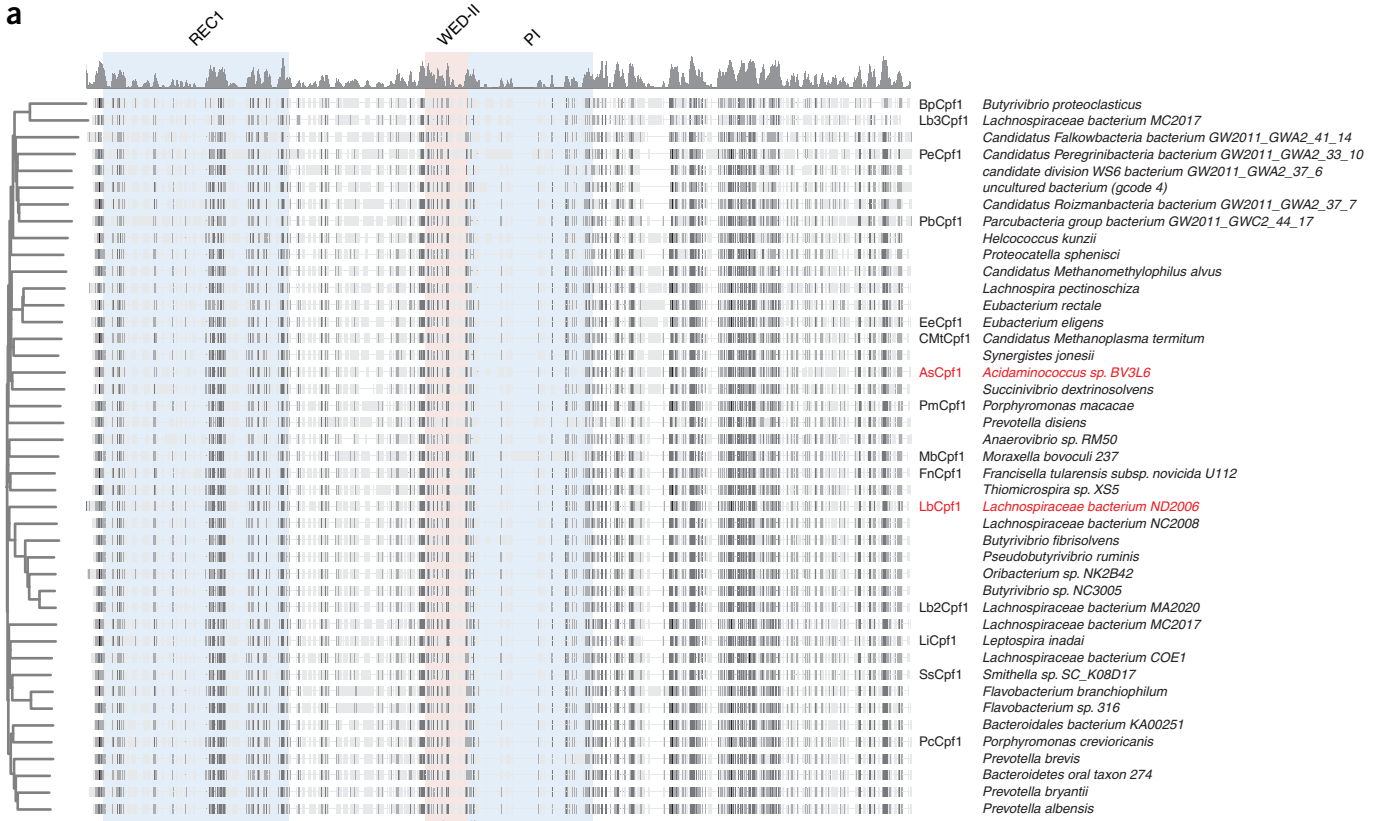 a
REC1
WED-II
PI
BpCpf1 Butyrivibrio proteoclasticus
Lb3Cpf1 Lachnospiraceae bacterium MC2017
Candidatus Falkowbacteria bacterium GW2011_GWA2_41_14
PeCpf1 Candidatus Peregrinibacteria bacterium GW2011_GWA2_33_10
candidate division WS6 bacterium GW2011_GWA2_37_6
uncultured bacterium (gcode 4)
Candidatus Roizmanbacteria bacterium GW2011_GWA2_37_7
PbCpf1 Parcubacteria group bacterium GW2011_GWC2_44_17
Helcococcus kunzii
Proteocatella sphenisci
Candidatus Methanomethylophilus alvus
Lachnospira pectinoschiza
Eubacterium rectale
EeCpf1 Eubacterium eligens
CMtCpf1 Candidatus Methanoplasma termitum
Synergistes jonesii
AsCpf1 Acidaminococcus sp. BV3L6
Succinivibrio dextrinosolvens
PmCpf1 Porphyromonas macacae
Prevotella disiens
Anaerovibrio sp. RM50
MbCpf1 Moraxella bovoculi 237
FnCpf1 Francisella tularensis subsp. novicida U112
Thiomicrospira sp. XS5
LbCpf1 Lachnospiraceae bacterium ND2006
Lachnospiraceae bacterium NC2008
Butyrivibrio fibrisolvens
Pseudobutyrivibrio ruminis
Oribacterium sp. NK2B42
Butyrivibrio sp. NC3005
Lb2Cpf1 Lachnospiraceae bacterium MA2020
Lachnospiraceae bacterium MC2017
LiCpf1 Leptospira inadai
Lachnospiraceae bacterium COE1
SsCpf1 Smithella sp. SC_K08D17
Flavobacterium branchiophilum
Flavobacterium sp. 316
Bacteroidales bacterium KA00251
PcCpf1 Porphyromonas crevioricanis
Prevotella brevis
Bacteroidetes oral taxon 274
Prevotella bryantii
Prevotella albensis